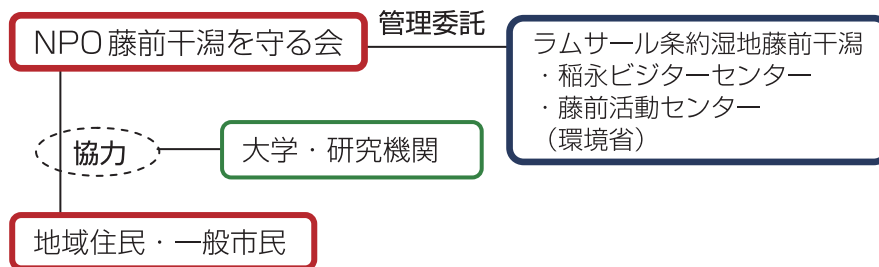 NPO藤前干潟を守る会
管理委託
ラムサール条約湿地藤前干潟
・稲永ビジターセンター
・藤前活動センター
（環境省）
協力
大学・研究機関
地域住民・一般市民